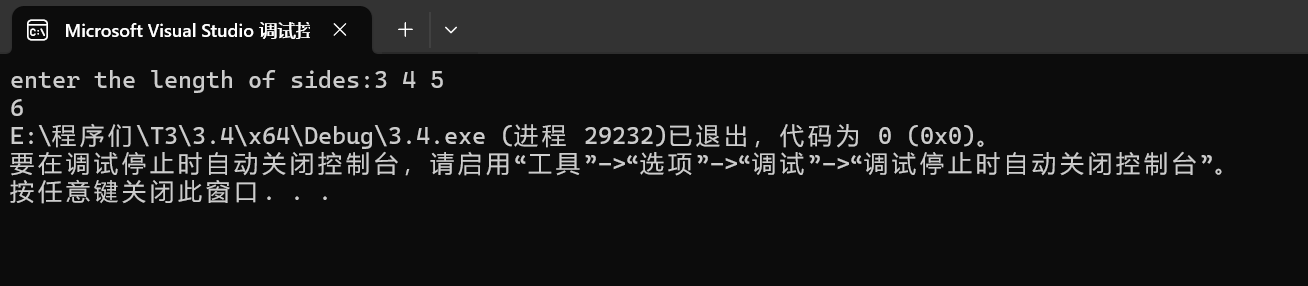 Microsoft Visual Studio 调试控
enter the length of sides:3 4 5
6
E:\程序们\T3\3.4\x64\Debug\3.4.exe (进程 29232)已退出，代码为 0 (0x0)。
要在调试停止时自动关闭控制台，请启用“工具”->“选项”->“调试”->“调试停止时自动关闭控制台”。
按任意键关闭此窗口. . .